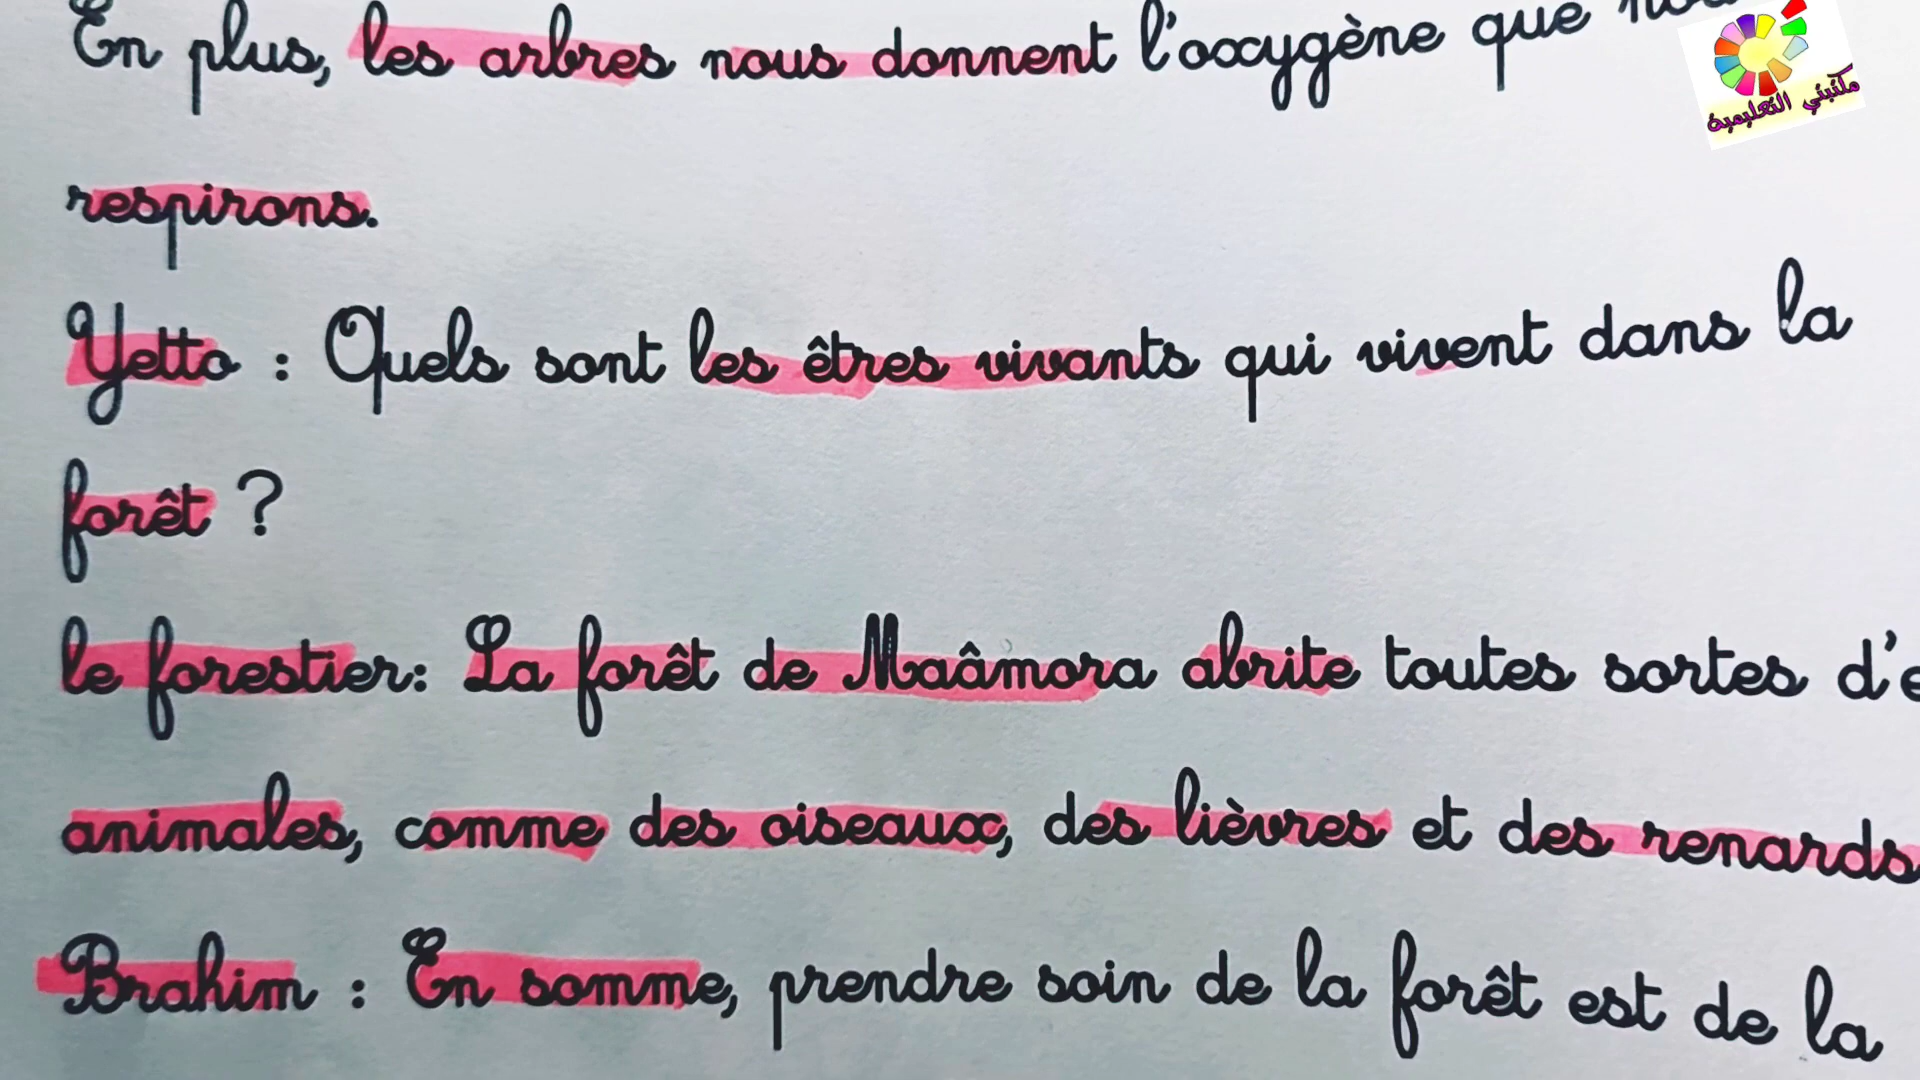 En plus, les arbres nous donnent l'oxygène que
مكتبتي التعليمية
respirons.
Yetto : Quels sont les êtres vivants qui vivent dans la
forêt ?
le forestier: La forêt de Maâmora abrite toutes sortes
animales, comme des oiseaux, des lièvres et des renards
Brahim : En somme, prendre soin de la forêt est de la